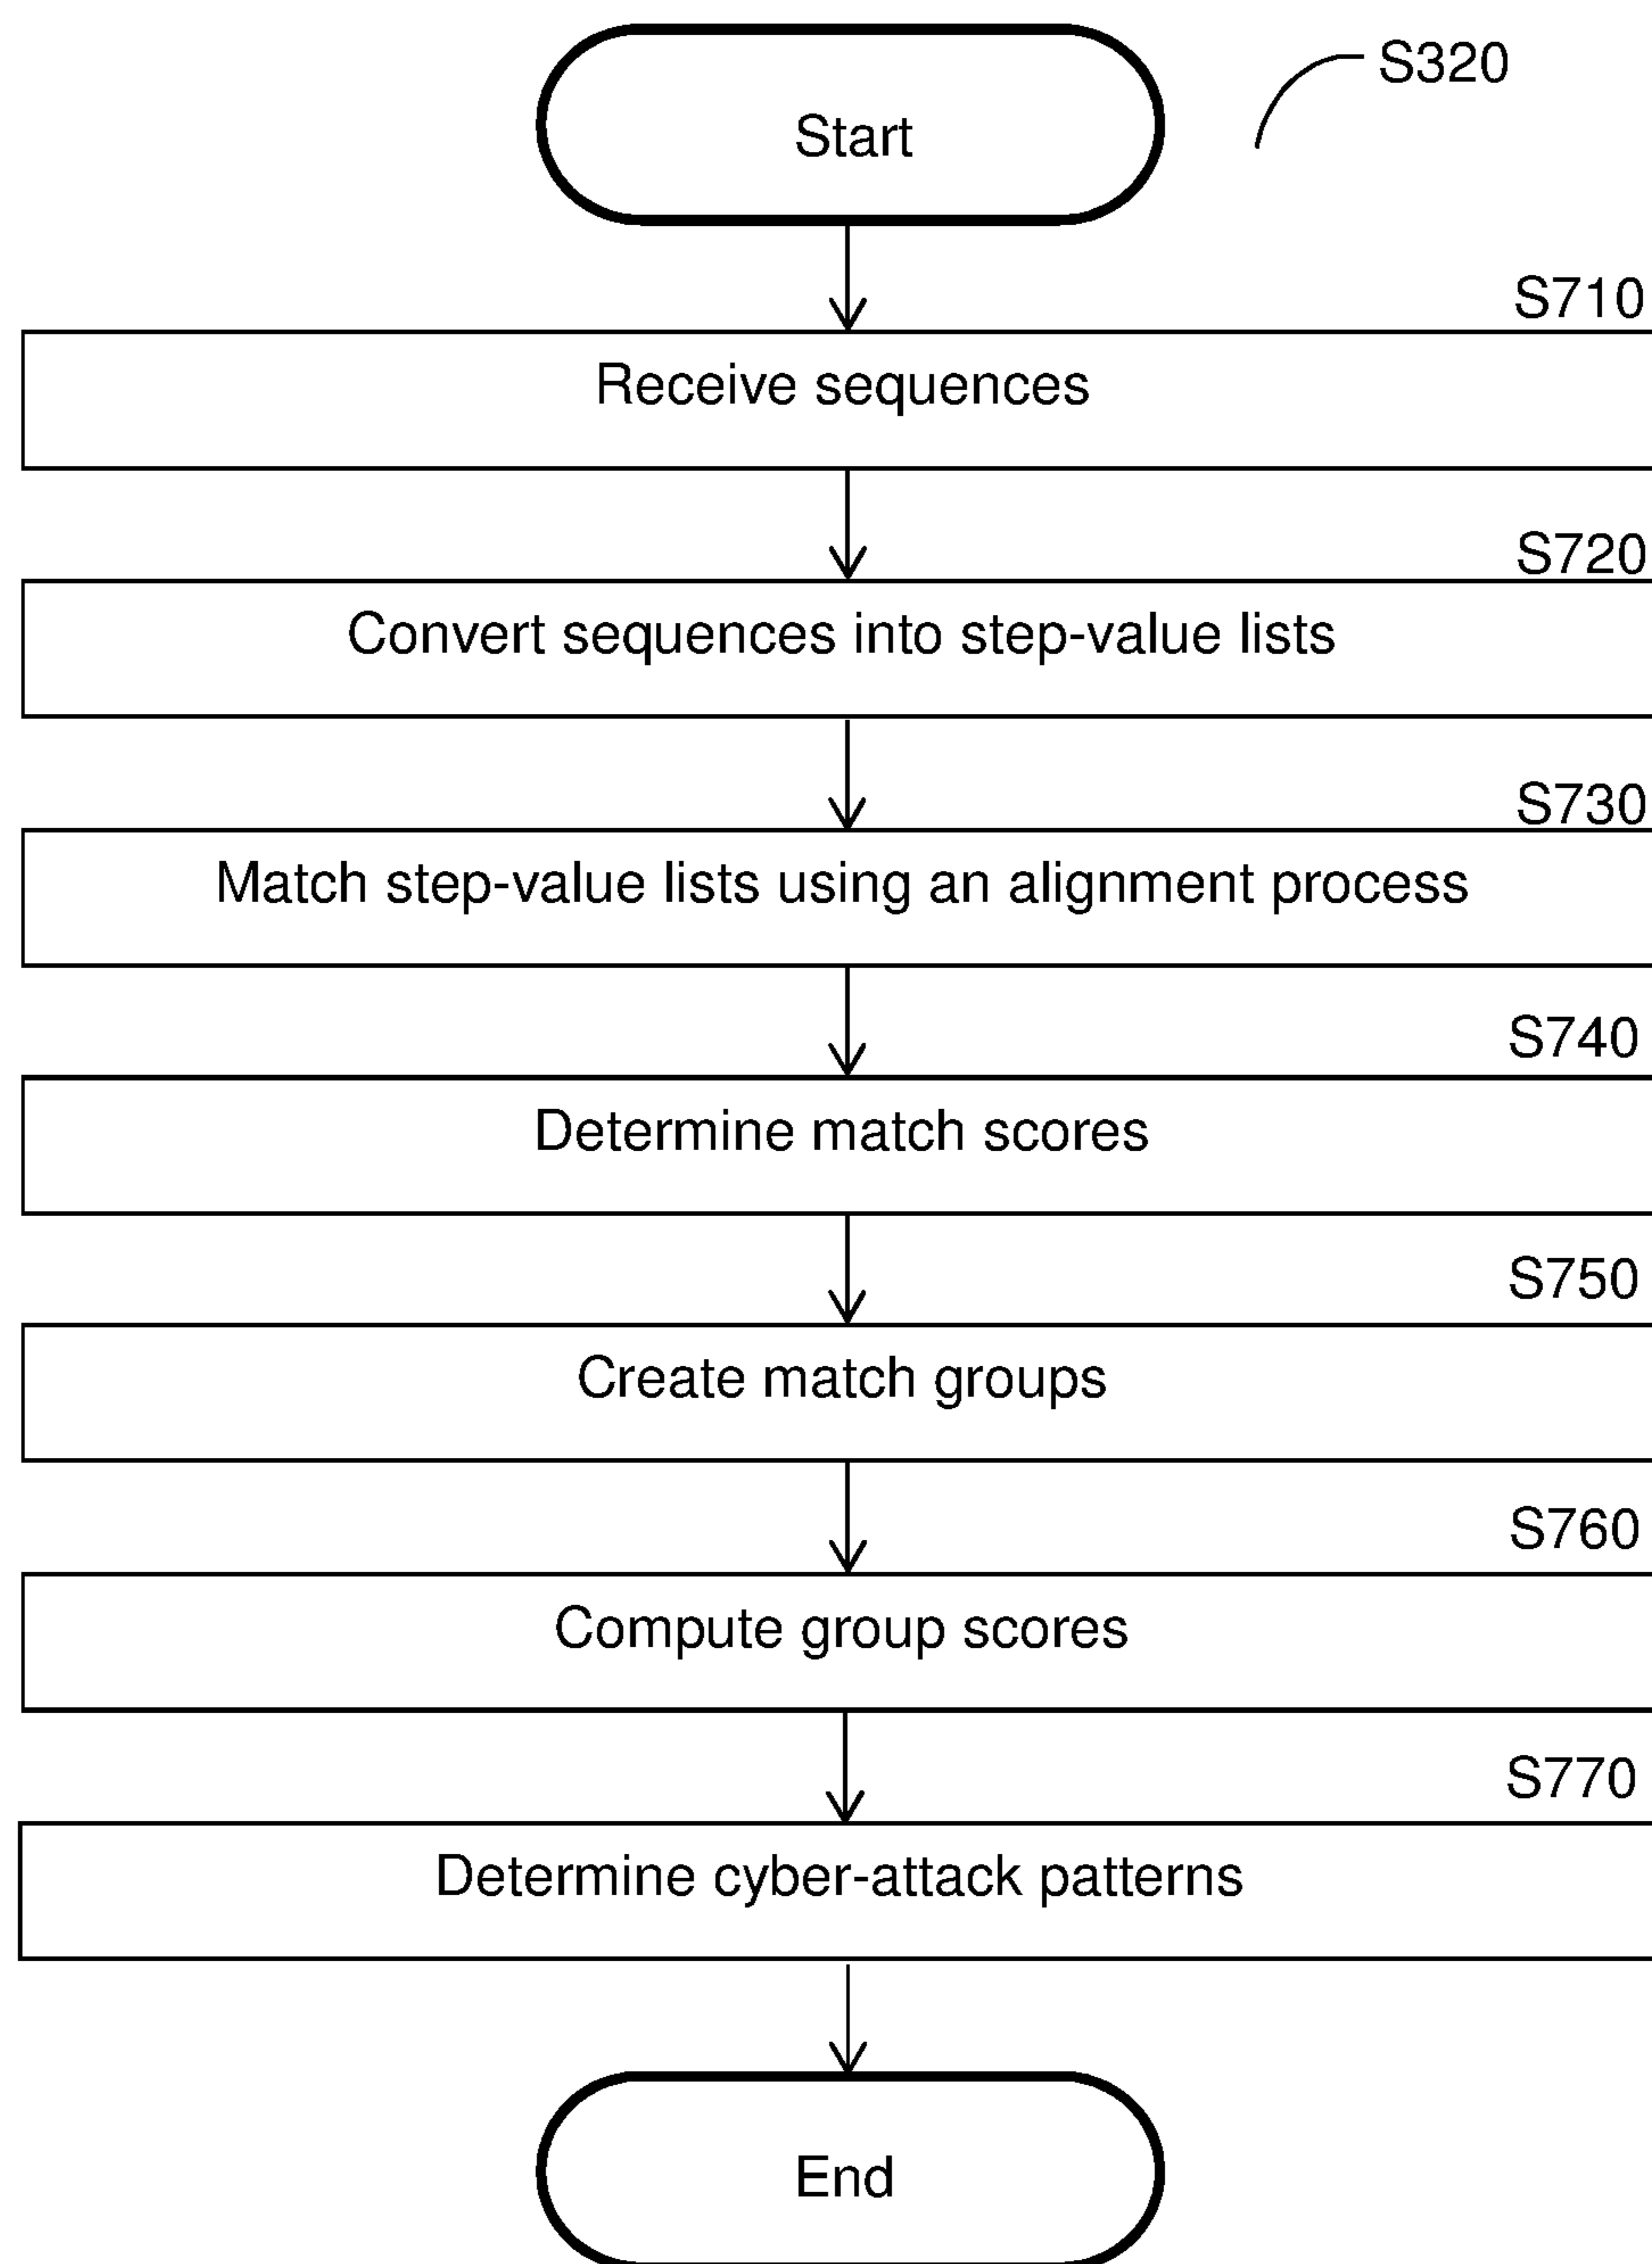 S320
Start
S710
Receive sequences
S720
Convert sequences into step-value lists
S730
Match step-value lists using an alignment process
S740
Determine match scores
S750
Create match groups
S760
Compute group scores
S770
Determine cyber-attack patterns
End